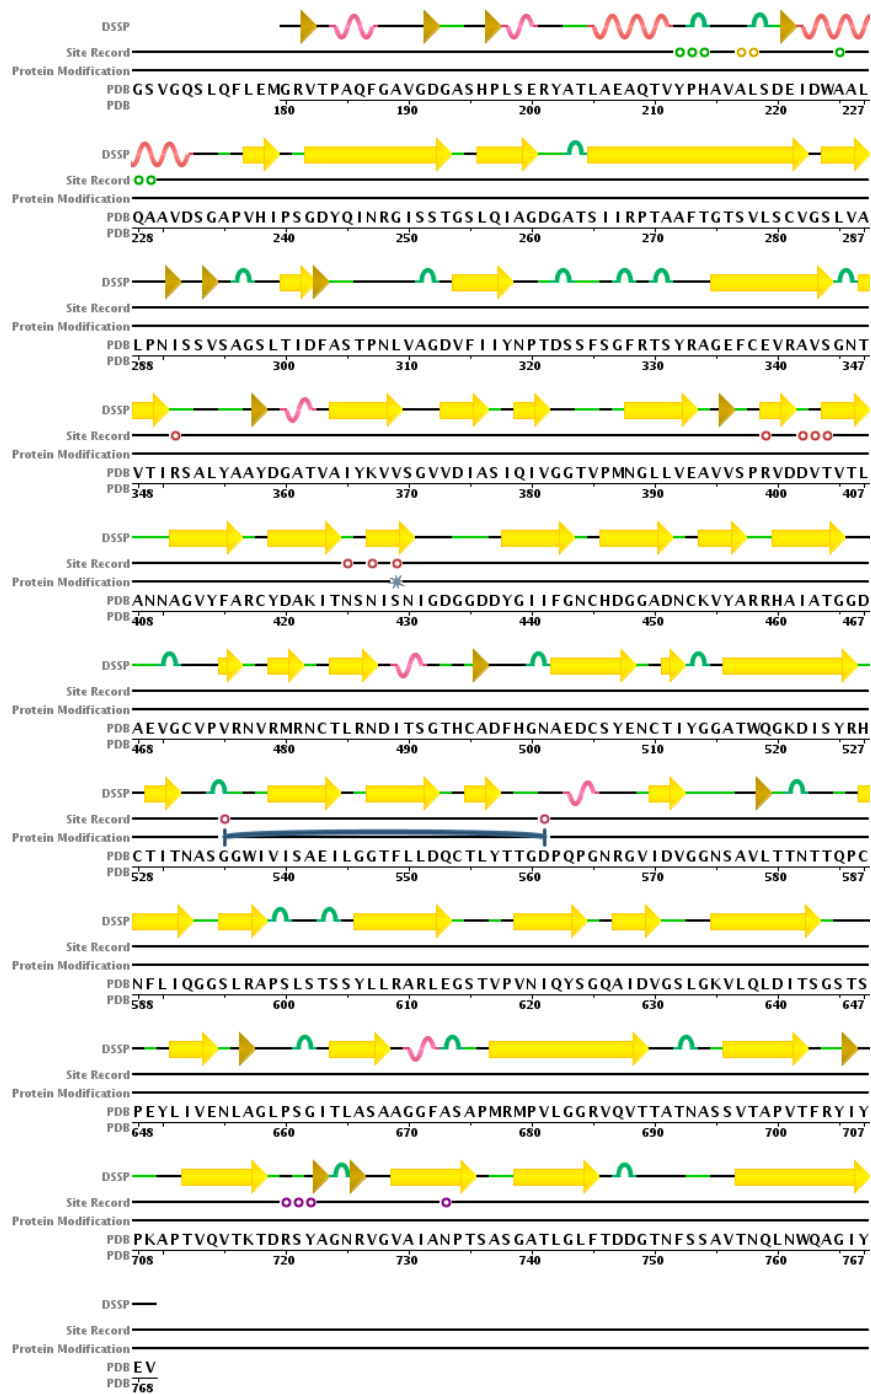 DSSP
Site Record
Protein Modification
PDB GSVGQSLQFLEMGRVTPAQFGAVGDGASHPLSERYATLAEAQTVYPHAVALSDEIDWAAL
PDB 180 190 200 210 220 227
DSSP
Site Record
Protein Modification
PDB QAAVDSGAPVHIPSGDYQINRGISSTGSLQIAGDGATSIIRPTAAFTGTSVLSCVGSLVA
PDB 228 240 250 260 270 280 287
DSSP
Site Record
Protein Modification
PDB LPNISSVSAGSLTIDFASTPNLVAGDVFIIYNPTDSSFSGFRTSYRAGEFCEVRAVSGNT
PDB 288 300 310 320 330 340 347
DSSP
Site Record
Protein Modification
PDB VTIRSALYAAYDGATVAIYKVVSGVVDIASIQIVGGTVPMNGLLVEAVVSPRVDDVTVTL
PDB 348 360 370 380 390 400 407
DSSP
Site Record
Protein Modification
PDB ANNAGVYFARCYDAKITNSNISNIGDGGDDYGIIFGNCHDGGADNCKVYARRHAIATGGD
PDB 408 420 430 440 450 460 467
DSSP
Site Record
Protein Modification
PDB AEVGCVPVRNVRMRNCTLRNDITSGTHCADFHGNAEDCSYENCTIYGGATWQGKDISYRH
PDB 468 480 490 500 510 520 527
DSSP
Site Record
Protein Modification
PDB CTITNASGGWIVISAEILGGTFLLDQCTLYTTGDPQPGNRGVIDVGGNSAVLTTNTTQPC
PDB 528 540 550 560 570 580 587
DSSP
Site Record
Protein Modification
PDB NFLIQGGSLRAPSLSTSSYLLRARLEGSTVPVNIQYSGQAIDVGSLGKVLQLDITSGSTS
PDB 588 600 610 620 630 640 647
DSSP
Site Record
Protein Modification
PDB PEYLIVENLAGLPSGITLASAAGGFASAPMRMPVLGGRVQVTTATNASSVTAPVTFRYIY
PDB 648 660 670 680 690 700 707
DSSP
Site Record
Protein Modification
PDB PKAPTVQVTKTDRSYAGNRVGVAIANPTSASGATLGLFTDDGTNFSSAVTNQLNWQAGIY
PDB 708 720 730 740 750 760 767
DSSP
Site Record
Protein Modification
PDB EV
PDB 768